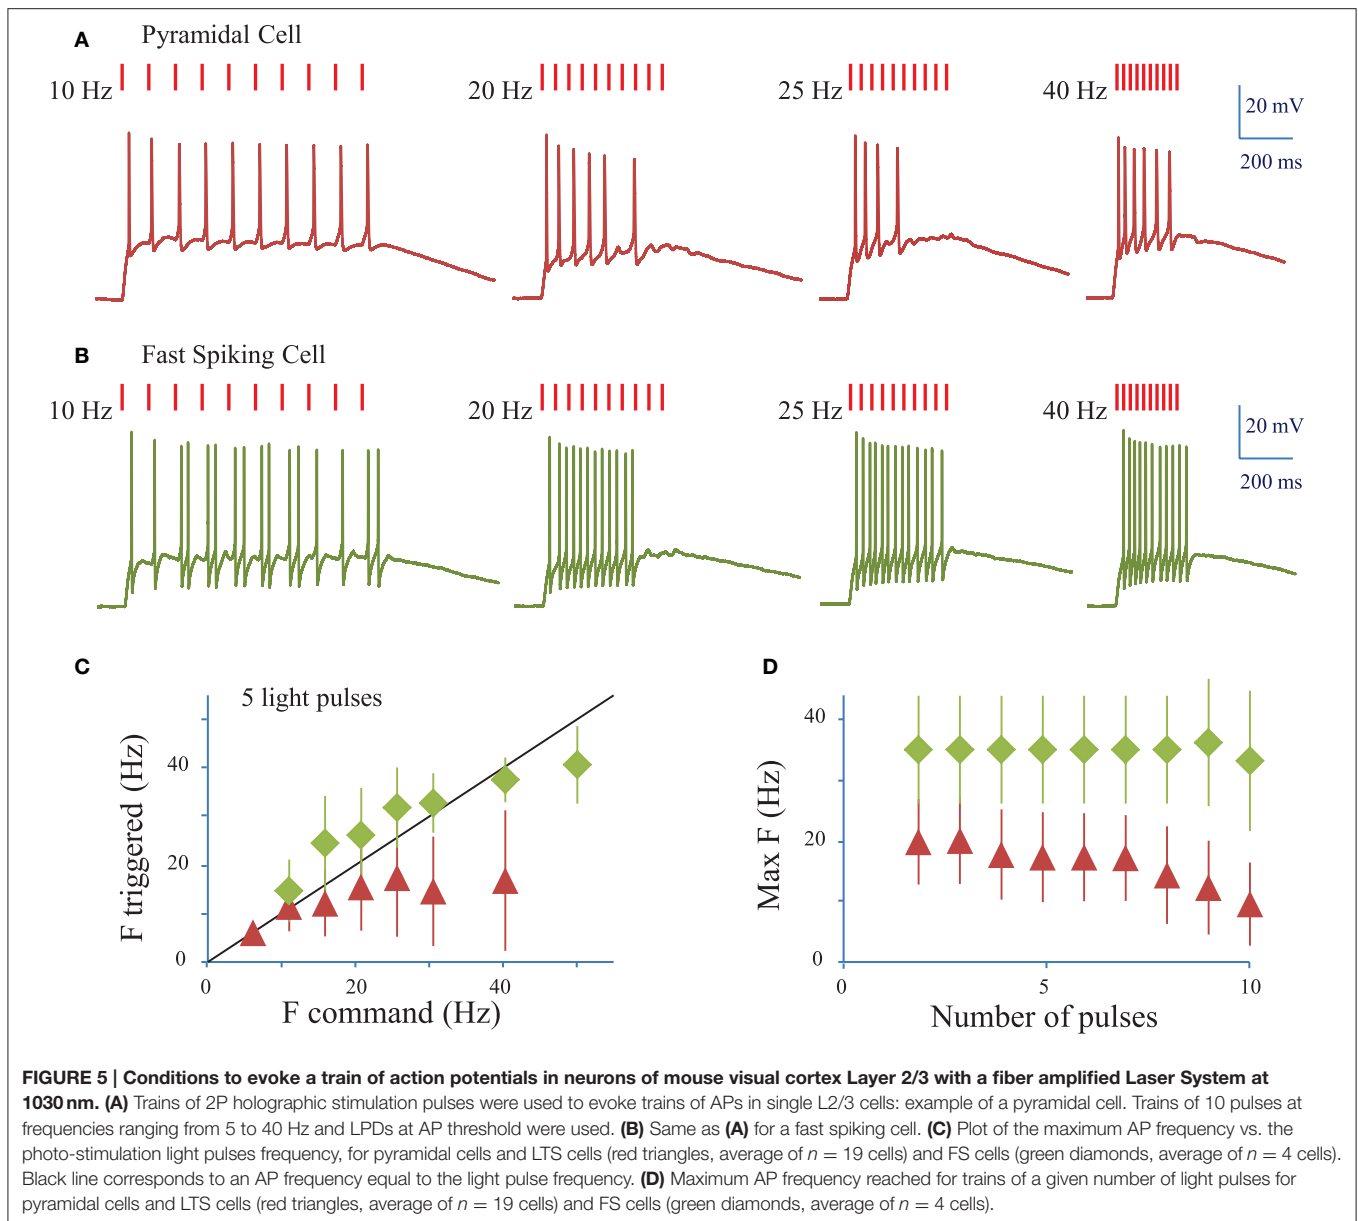 A Pyramidal Cell
10 Hz 20 Hz 25 Hz 40 Hz
20 mV
200 ms
B Fast Spiking Cell
10 Hz 20 Hz 25 Hz 40 Hz
20 mV
200 ms
C
5 light pulses
F triggered (Hz)
40
20
0
0 20 40
F command (Hz)
D
Max F (Hz)
40
20
0
0 5 10
Number of pulses
FIGURE 5 | Conditions to evoke a train of action potentials in neurons of mouse visual cortex Layer 2/3 with a fiber amplified Laser System at
1030 nm. (A) Trains of 2P holographic stimulation pulses were used to evoke trains of APs in single L2/3 cells: example of a pyramidal cell. Trains of 10 pulses at
frequencies ranging from 5 to 40 Hz and LPDs at AP threshold were used. (B) Same as (A) for a fast spiking cell. (C) Plot of the maximum AP frequency vs. the
photo-stimulation light pulses frequency, for pyramidal cells and LTS cells (red triangles, average of n = 19 cells) and FS cells (green diamonds, average of n = 4 cells).
Black line corresponds to an AP frequency equal to the light pulse frequency. (D) Maximum AP frequency reached for trains of a given number of light pulses for
pyramidal cells and LTS cells (red triangles, average of n = 19 cells) and FS cells (green diamonds, average of n = 4 cells).